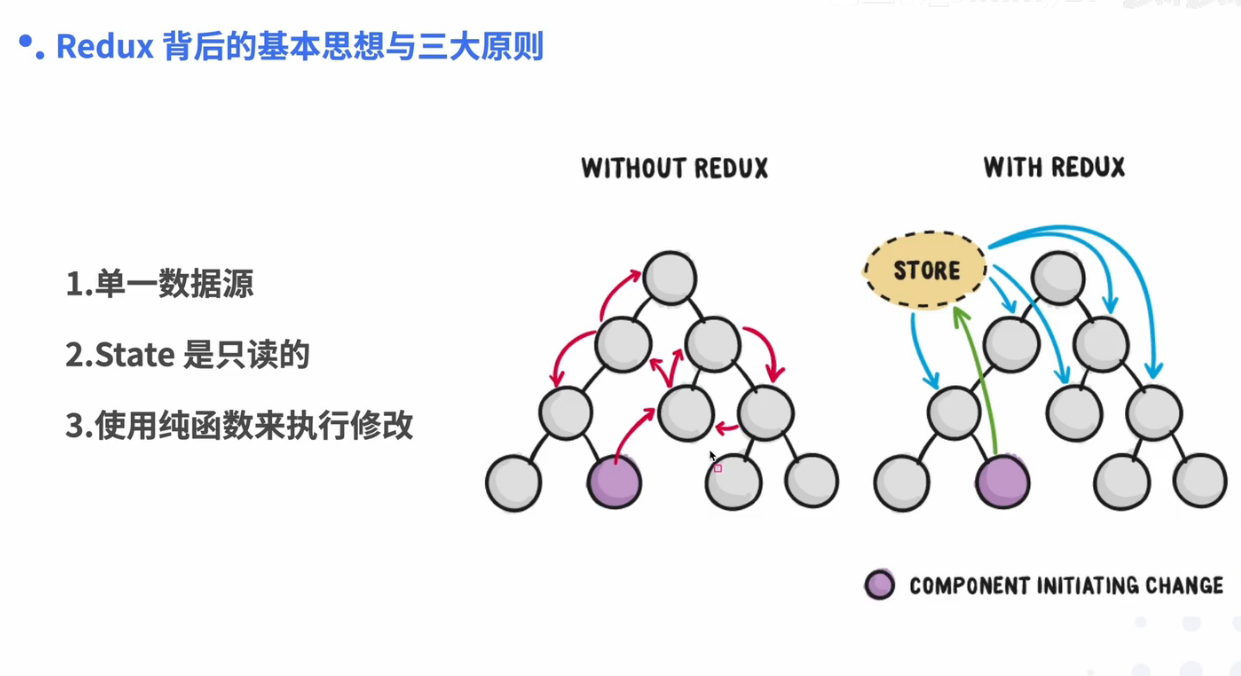 Redux 背后的基本思想与三大原则
WITHOUT REDUX
WITH REDUX
1.单一数据源
2.State 是只读的
3.使用纯函数来执行修改
STORE
COMPONENT INITIATING CHANGE